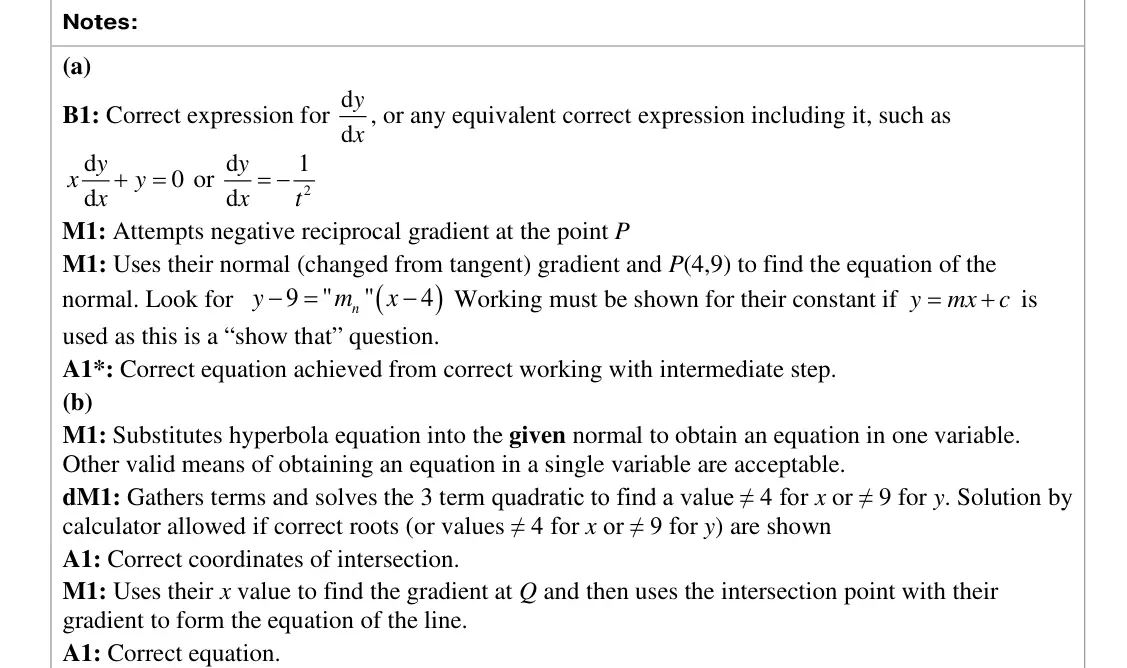 Notes:
(a)
B1: Correct expression for dy/dx, or any equivalent correct expression including it, such as
x dy/dx + y = 0 or dy/dx = −1/t²
M1: Attempts negative reciprocal gradient at the point P
M1: Uses their normal (changed from tangent) gradient and P(4,9) to find the equation of the
normal. Look for y − 9 = "mₙ"(x − 4) Working must be shown for their constant if y = mx + c is
used as this is a “show that” question.
A1*: Correct equation achieved from correct working with intermediate step.
(b)
M1: Substitutes hyperbola equation into the given normal to obtain an equation in one variable.
Other valid means of obtaining an equation in a single variable are acceptable.
dM1: Gathers terms and solves the 3 term quadratic to find a value ≠ 4 for x or ≠ 9 for y. Solution by
calculator allowed if correct roots (or values ≠ 4 for x or ≠ 9 for y) are shown
A1: Correct coordinates of intersection.
M1: Uses their x value to find the gradient at Q and then uses the intersection point with their
gradient to form the equation of the line.
A1: Correct equation.